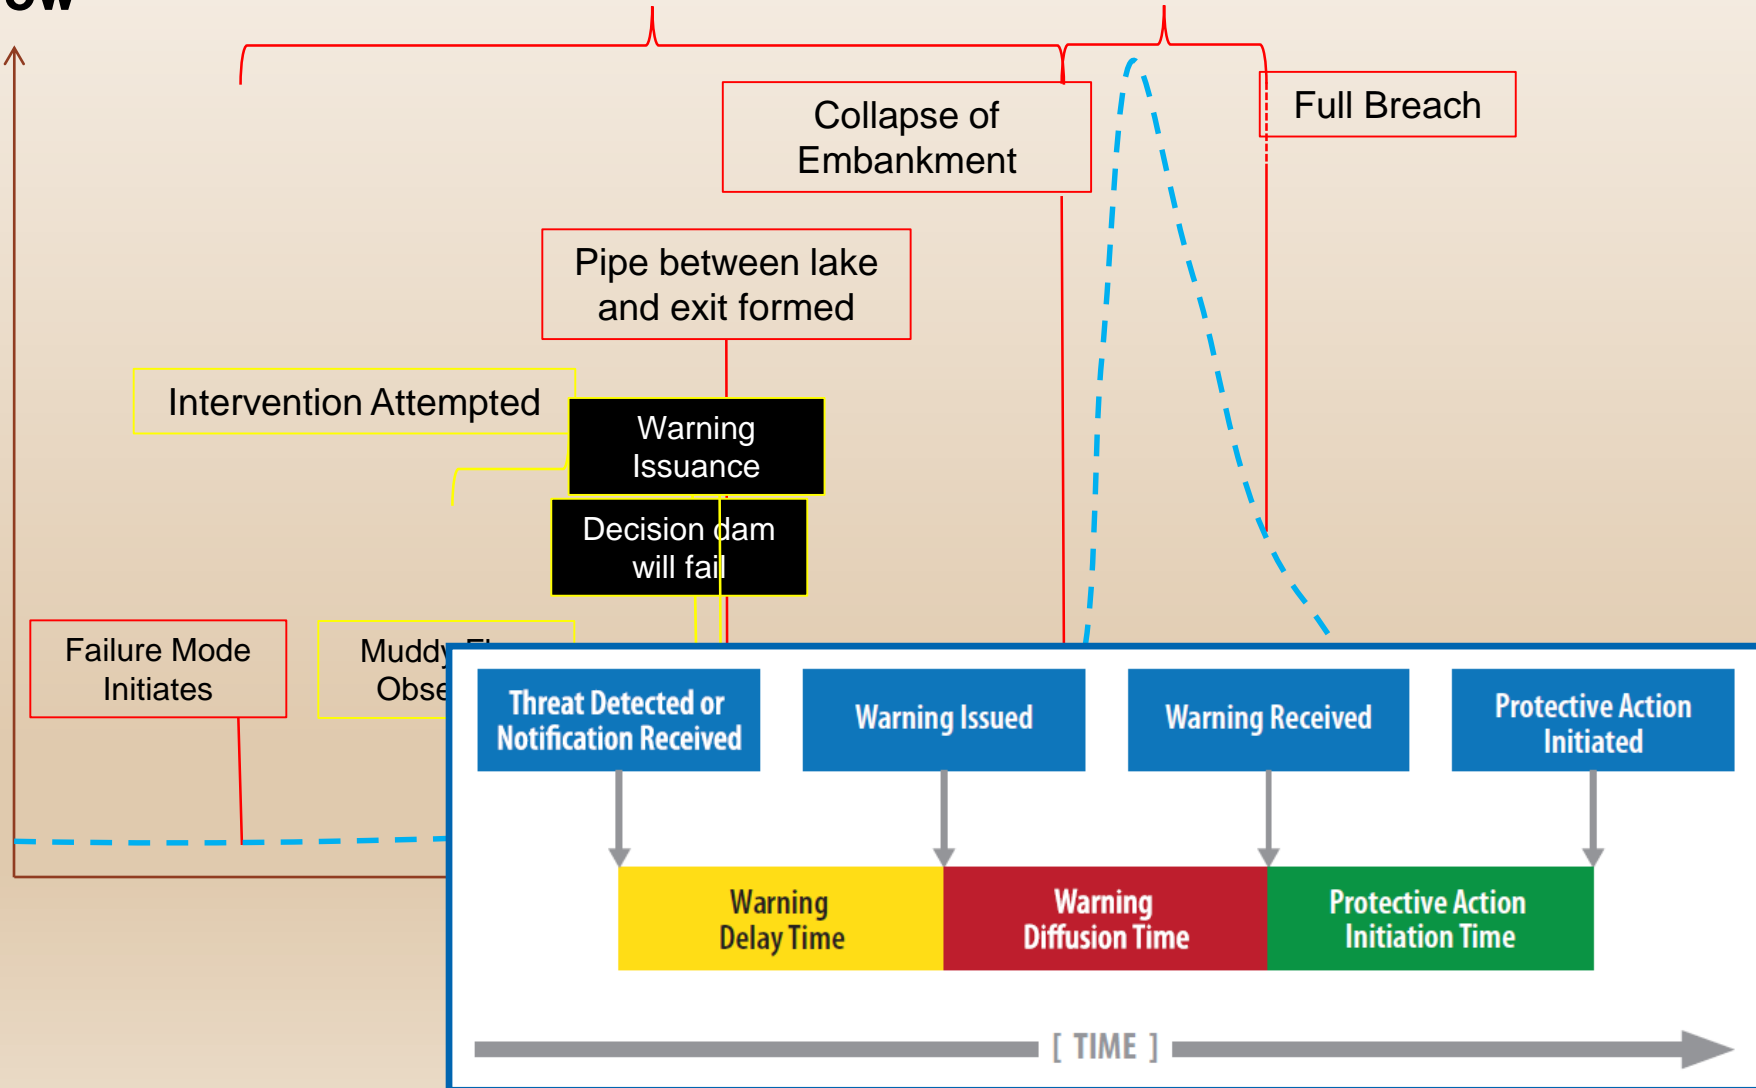 Collapse of
Embankment
Full Breach
Pipe between lake
and exit formed
Intervention Attempted
Warning
Issuance
Decision dam
will fail
Failure Mode
Initiates
Muddy
Threat Detected or
Notification Received
Warning Issued
Warning Received
Protective Action
Initiated
Warning
Delay Time
Warning
Diffusion Time
Protective Action
Initiation Time
[ TIME ]